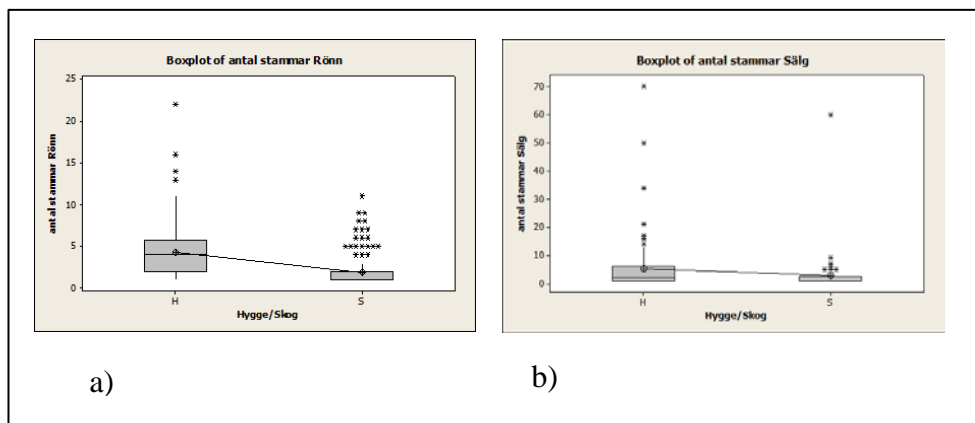 Boxplot of antal stammar Rönn
25
20
15
10
5
0
antal stammar Rönn
H
S
Hygge/Skog
a)
Boxplot of antal stammar Sälg
70
60
50
40
30
20
10
0
antal stammar Sälg
H
S
Hygge/Skog
b)